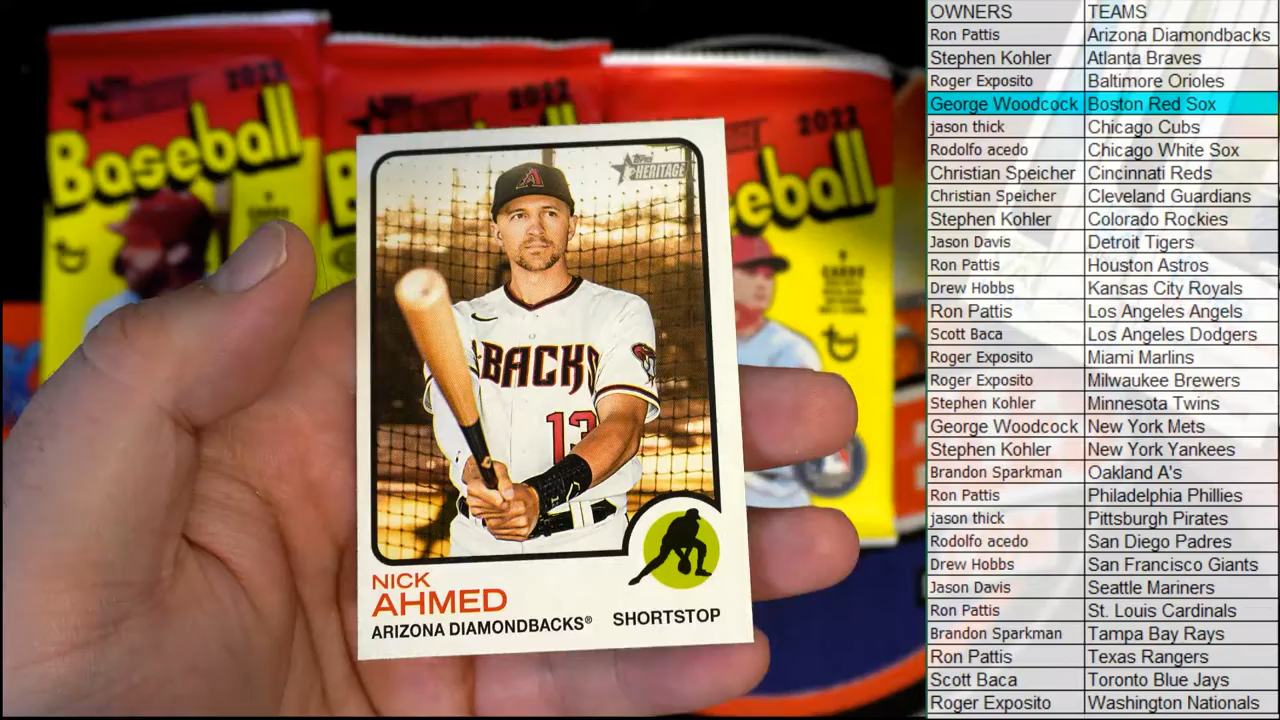 2022
Baseball
2022
2022
eball
9
CARDS
Topps
HERITAGE
BACKS
13
NICK
AHMED
ARIZONA DIAMONDBACKS®
SHORTSTOP
OWNERS TEAMS
Ron Pattis Arizona Diamondbacks
Stephen Kohler Atlanta Braves
Roger Exposito Baltimore Orioles
George Woodcock Boston Red Sox
jason thick Chicago Cubs
Rodolfo acedo Chicago White Sox
Christian Speicher Cincinnati Reds
Christian Speicher Cleveland Guardians
Stephen Kohler Colorado Rockies
Jason Davis Detroit Tigers
Ron Pattis Houston Astros
Drew Hobbs Kansas City Royals
Ron Pattis Los Angeles Angels
Scott Baca Los Angeles Dodgers
Roger Exposito Miami Marlins
Roger Exposito Milwaukee Brewers
Stephen Kohler Minnesota Twins
George Woodcock New York Mets
Stephen Kohler New York Yankees
Brandon Sparkman Oakland A's
Ron Pattis Philadelphia Phillies
jason thick Pittsburgh Pirates
Rodolfo acedo San Diego Padres
Drew Hobbs San Francisco Giants
Jason Davis Seattle Mariners
Ron Pattis St. Louis Cardinals
Brandon Sparkman Tampa Bay Rays
Ron Pattis Texas Rangers
Scott Baca Toronto Blue Jays
Roger Exposito Washington Nationals